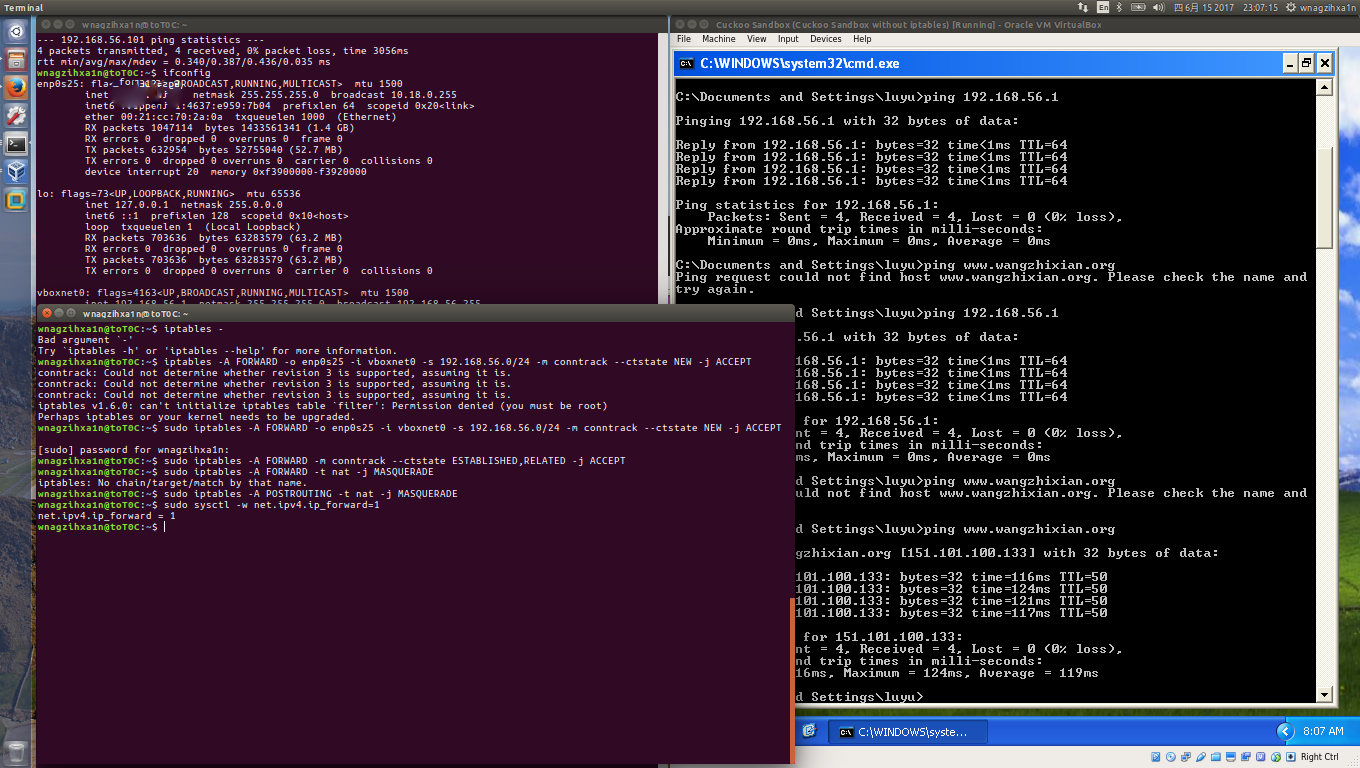 Terminal
En
四 6月 15 2017 23:07:15
wnagzihxa1n
wnagzihxa1n@toT0C: ~
--- 192.168.56.101 ping statistics ---
4 packets transmitted, 4 received, 0% packet loss, time 3056ms
rtt min/avg/max/mdev = 0.340/0.387/0.436/0.035 ms
wnagzihxa1n@toT0C:~$ ifconfig
enp0s25: BROADCAST,RUNNING,MULTICAST>  mtu 1500
inet netmask 255.255.255.0  broadcast 10.18.0.255
inet6 :4637:e959:7b04  prefixlen 64  scopeid 0x20<link>
ether 00:21:cc:70:2a:0a  txqueuelen 1000  (Ethernet)
RX packets 1047114  bytes 1433561341 (1.4 GB)
RX errors 0  dropped 0  overruns 0  frame 0
TX packets 632954  bytes 52755040 (52.7 MB)
TX errors 0  dropped 0 overruns 0  carrier 0  collisions 0
device interrupt 20  memory 0xf3900000-f3920000
lo: flags=73<UP,LOOPBACK,RUNNING>  mtu 65536
inet 127.0.0.1  netmask 255.0.0.0
inet6 ::1  prefixlen 128  scopeid 0x10<host>
loop  txqueuelen 1  (Local Loopback)
RX packets 703636  bytes 63283579 (63.2 MB)
RX errors 0  dropped 0  overruns 0  frame 0
TX packets 703636  bytes 63283579 (63.2 MB)
TX errors 0  dropped 0 overruns 0  carrier 0  collisions 0
vboxnet0: flags=4163<UP,BROADCAST,RUNNING,MULTICAST>  mtu 1500
inet 192.168.56.1  netmask 255.255.255.0  broadcast 192.168.56.255
wnagzihxa1n@toT0C: ~
wnagzihxa1n@toT0C:~$ iptables -
Bad argument `-'
Try `iptables -h' or 'iptables --help' for more information.
wnagzihxa1n@toT0C:~$ iptables -A FORWARD -o enp0s25 -i vboxnet0 -s 192.168.56.0/24 -m conntrack --ctstate NEW -j ACCEPT
conntrack: Could not determine whether revision 3 is supported, assuming it is.
conntrack: Could not determine whether revision 3 is supported, assuming it is.
conntrack: Could not determine whether revision 3 is supported, assuming it is.
iptables v1.6.0: can't initialize iptables table `filter': Permission denied (you must be root)
Perhaps iptables or your kernel needs to be upgraded.
wnagzihxa1n@toT0C:~$ sudo iptables -A FORWARD -o enp0s25 -i vboxnet0 -s 192.168.56.0/24 -m conntrack --ctstate NEW -j ACCEPT
[sudo] password for wnagzihxa1n:
wnagzihxa1n@toT0C:~$ sudo iptables -A FORWARD -m conntrack --ctstate ESTABLISHED,RELATED -j ACCEPT
wnagzihxa1n@toT0C:~$ sudo iptables -A FORWARD -t nat -j MASQUERADE
iptables: No chain/target/match by that name.
wnagzihxa1n@toT0C:~$ sudo iptables -A POSTROUTING -t nat -j MASQUERADE
wnagzihxa1n@toT0C:~$ sudo sysctl -w net.ipv4.ip_forward=1
net.ipv4.ip_forward = 1
wnagzihxa1n@toT0C:~$
Cuckoo Sandbox (Cuckoo Sandbox without iptables) [Running] - Oracle VM VirtualBox
File Machine View Input Devices Help
C:\WINDOWS\system32\cmd.exe
C:\Documents and Settings\luyu>ping 192.168.56.1
Pinging 192.168.56.1 with 32 bytes of data:
Reply from 192.168.56.1: bytes=32 time<1ms TTL=64
Reply from 192.168.56.1: bytes=32 time<1ms TTL=64
Reply from 192.168.56.1: bytes=32 time<1ms TTL=64
Reply from 192.168.56.1: bytes=32 time<1ms TTL=64
Ping statistics for 192.168.56.1:
Packets: Sent = 4, Received = 4, Lost = 0 (0% loss),
Approximate round trip times in milli-seconds:
Minimum = 0ms, Maximum = 0ms, Average = 0ms
C:\Documents and Settings\luyu>ping www.wangzhixian.org
Ping request could not find host www.wangzhixian.org. Please check the name and
try again.
d Settings\luyu>ping 192.168.56.1
.56.1 with 32 bytes of data:
168.56.1: bytes=32 time<1ms TTL=64
168.56.1: bytes=32 time<1ms TTL=64
168.56.1: bytes=32 time<1ms TTL=64
168.56.1: bytes=32 time<1ms TTL=64
for 192.168.56.1:
nt = 4, Received = 4, Lost = 0 (0% loss),
nd trip times in milli-seconds:
ms, Maximum = 0ms, Average = 0ms
d Settings\luyu>ping www.wangzhixian.org
uld not find host www.wangzhixian.org. Please check the name and
d Settings\luyu>ping www.wangzhixian.org
gzhixian.org [151.101.100.133] with 32 bytes of data:
101.100.133: bytes=32 time=116ms TTL=50
101.100.133: bytes=32 time=124ms TTL=50
101.100.133: bytes=32 time=121ms TTL=50
101.100.133: bytes=32 time=117ms TTL=50
for 151.101.100.133:
nt = 4, Received = 4, Lost = 0 (0% loss),
nd trip times in milli-seconds:
16ms, Maximum = 124ms, Average = 119ms
d Settings\luyu>
C:\WINDOWS\syste...
8:07 AM
Right Ctrl